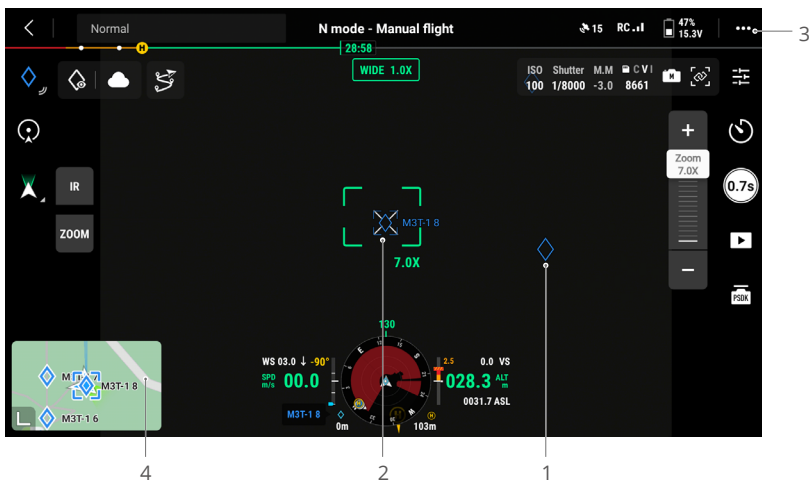 Normal
N mode - Manual flight
15
RC
47%
15.3V
3
H
28:58
WIDE 1.0X
ISO Shutter M.M C V I
100 1/8000 -3.0 8661
M
IR
ZOOM
+
Zoom
7.0X
−
0.7s
PSDK
M3T-1 8
7.0X
130
WS 03.0 ↓ -90°
SPD
m/s
00.0
E
S
W
2.5
0.0 VS
028.3 ALT
m
0031.7 ASL
M3T-1 8
0m
H
103m
M3T-1 8
M3T-1 6
4
2
1